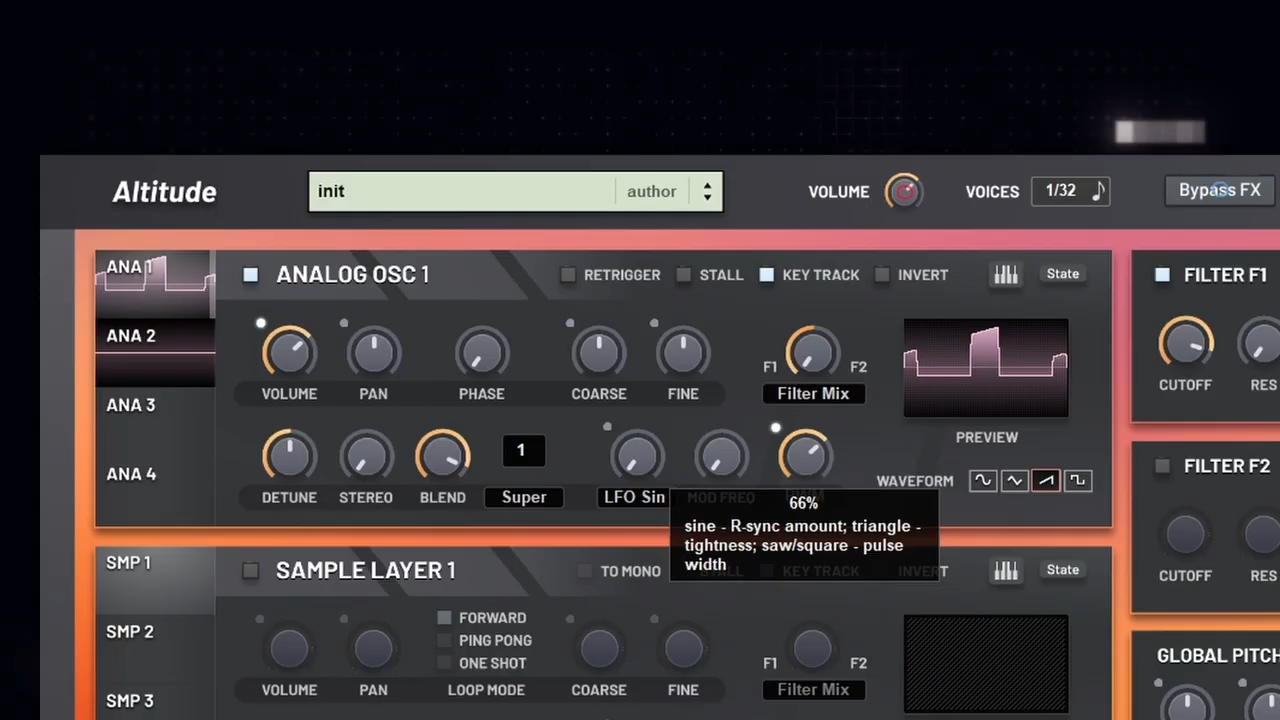 Altitude
init author
VOLUME
VOICES 1/32
Bypass FX
ANA 1
ANA 2
ANA 3
ANA 4
ANALOG OSC 1
RETRIGGER STALL KEY TRACK INVERT
State
VOLUME PAN PHASE COARSE FINE
F1 F2
Filter Mix
PREVIEW
1
DETUNE STEREO BLEND Super LFO Sin MOD FREQ PWM
WAVEFORM
66%
sine - R-sync amount; triangle -
tightness; saw/square - pulse
width
FILTER F1
CUTOFF RES
FILTER F2
CUTOFF RES
SMP 1
SMP 2
SMP 3
SAMPLE LAYER 1
TO MONO STALL KEY TRACK INVERT
State
FORWARD
PING PONG
ONE SHOT
F1 F2
VOLUME PAN LOOP MODE COARSE FINE
Filter Mix
GLOBAL PITCH